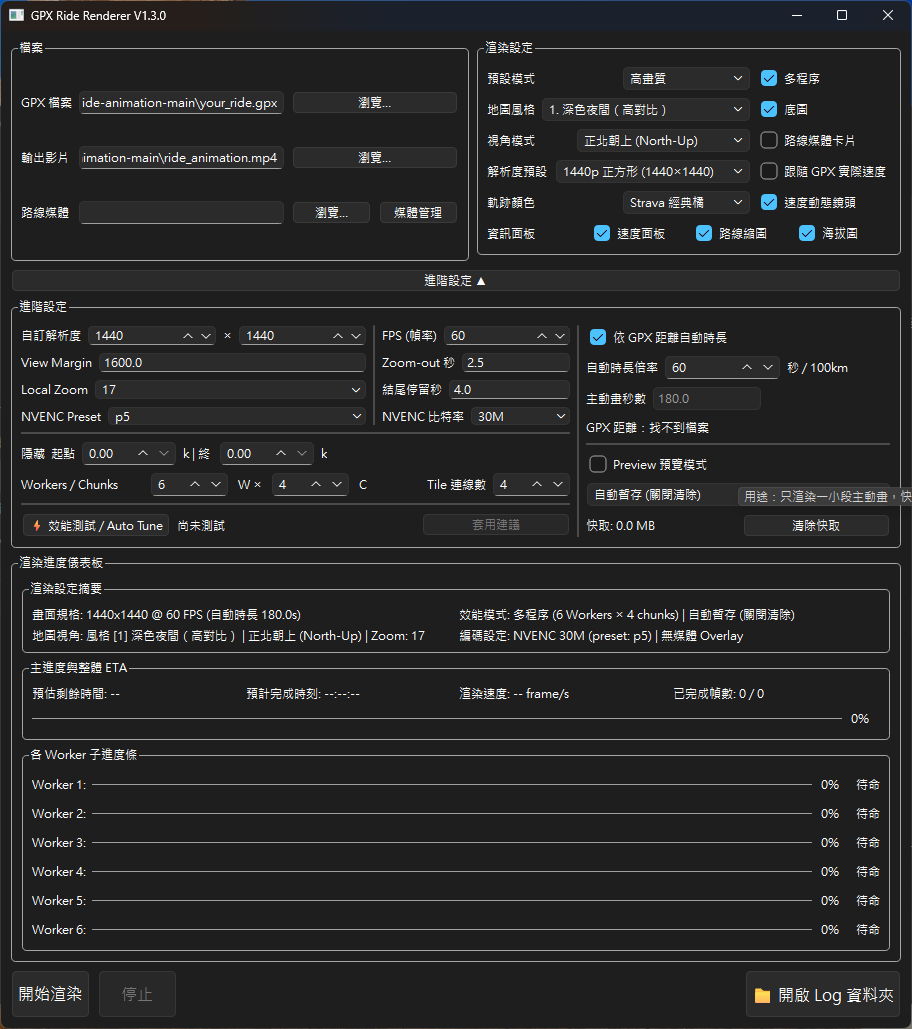 GPX Ride Renderer V1.3.0
檔案
GPX 檔案 ide-animation-main\your_ride.gpx 瀏覽...
輸出影片 imation-main\ride_animation.mp4 瀏覽...
路線媒體 瀏覽... 媒體管理
渲染設定
預設模式 高畫質 多程序
地圖風格 1. 深色夜間（高對比） 底圖
視角模式 正北朝上 (North-Up) 路線媒體卡片
解析度預設 1440p 正方形 (1440×1440) 跟隨 GPX 實際速度
軌跡顏色 Strava 經典橘 速度動態鏡頭
資訊面板 速度面板 路線縮圖 海拔圖
進階設定 ▲
進階設定
自訂解析度 1440 × 1440
View Margin 1600.0
Local Zoom 17
NVENC Preset p5
FPS (幀率) 60
Zoom-out 秒 2.5
結尾停留秒 4.0
NVENC 比特率 30M
隱藏 起點 0.00 k | 終 0.00 k
Workers / Chunks 6 W × 4 C Tile 連線數 4
效能測試 / Auto Tune 尚未測試 套用建議
依 GPX 距離自動時長
自動時長倍率 60 秒 / 100km
主動畫秒數 180.0
GPX 距離：找不到檔案
Preview 預覽模式
自動暫存 (關閉清除) 用途：只渲染一小段主動畫，快
快取: 0.0 MB 清除快取
渲染進度儀表板
渲染設定摘要
畫面規格: 1440x1440 @ 60 FPS (自動時長 180.0s) 效能模式: 多程序 (6 Workers × 4 chunks) | 自動暫存 (關閉清除)
地圖視角: 風格 [1] 深色夜間（高對比） | 正北朝上 (North-Up) | Zoom: 17 編碼設定: NVENC 30M (preset: p5) | 無媒體 Overlay
主進度與整體 ETA
預估剩餘時間: -- 預計完成時刻: --:--:-- 渲染速度: -- frame/s 已完成幀數: 0 / 0
0%
各 Worker 子進度條
Worker 1: 0% 待命
Worker 2: 0% 待命
Worker 3: 0% 待命
Worker 4: 0% 待命
Worker 5: 0% 待命
Worker 6: 0% 待命
開始渲染 停止 開啟 Log 資料夾